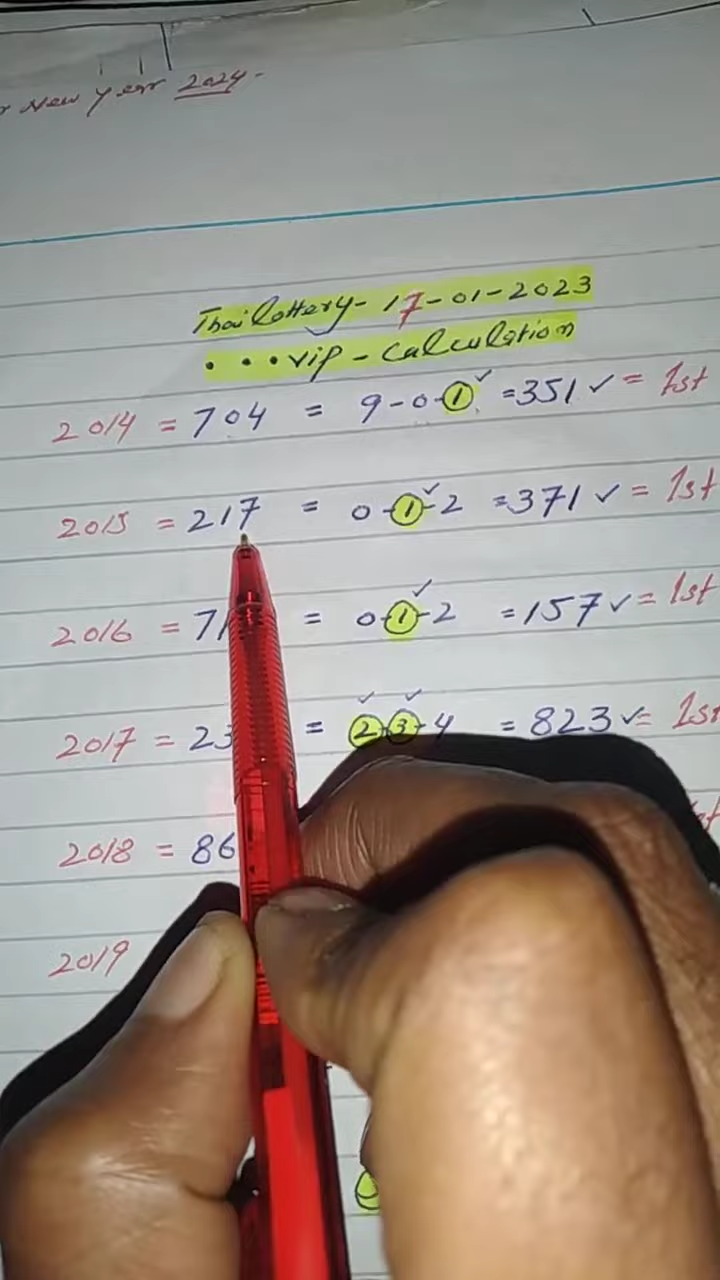 New Year 2024-
Thai Lottery- 17-01-2023
• • • vip - Calculation
2014 = 704 = 9-0-1 ✓ =351 ✓ = 1st
2015 = 217 = 0-1-2 ✓ =371 ✓ = 1st
2016 = 71 = 0-1-2 ✓ =157 ✓ = 1st
2017 = 23 = 2-3-4 ✓ ✓ =823 ✓ = 1st
2018 = 86
2019